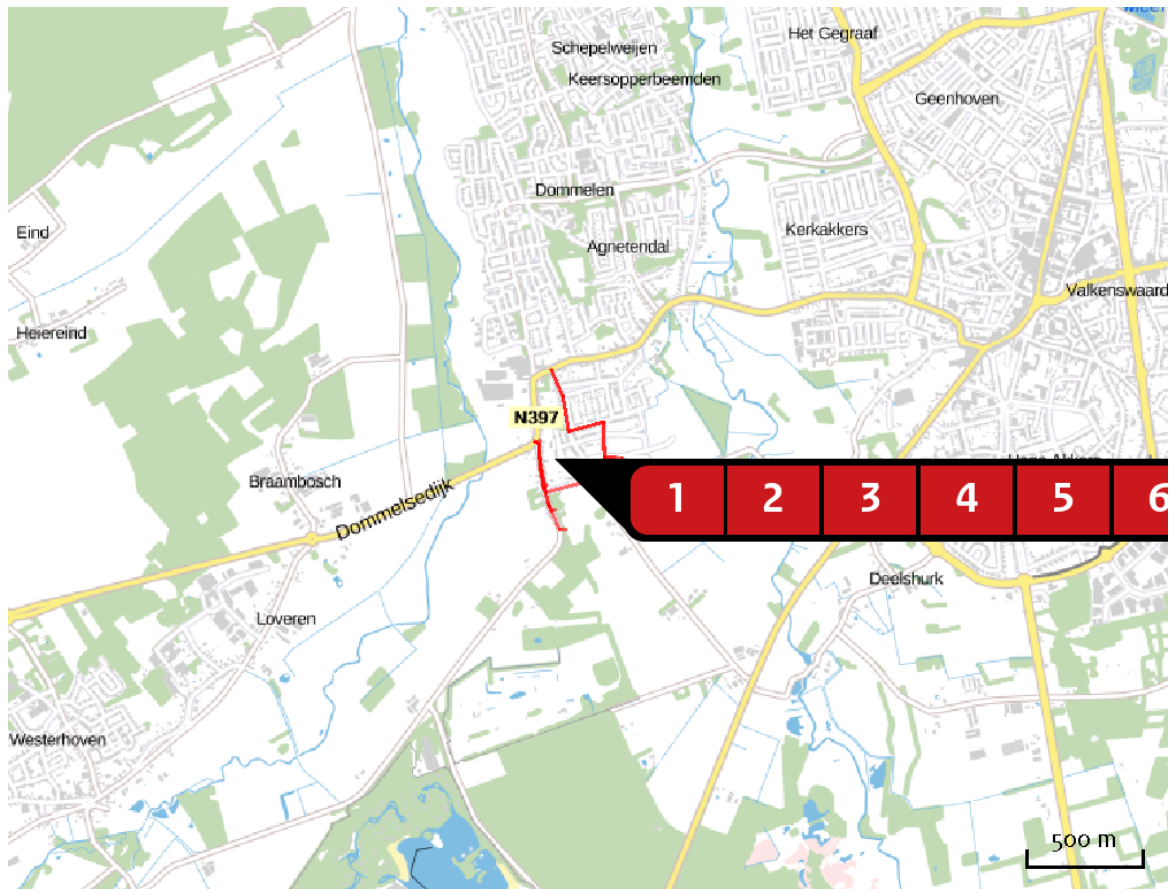 Meer
Het Gegraaf
Schepelweijen
Keersopperbeemden
Geenhoven
Dommelen
Eind
Kerkakkers
Agnetendal
Valkenswaard
Heiereind
N397
Braambosch
1 2 3 4 5 6
Dommelsedijk
Deelshurk
Loveren
Westerhoven
500 m